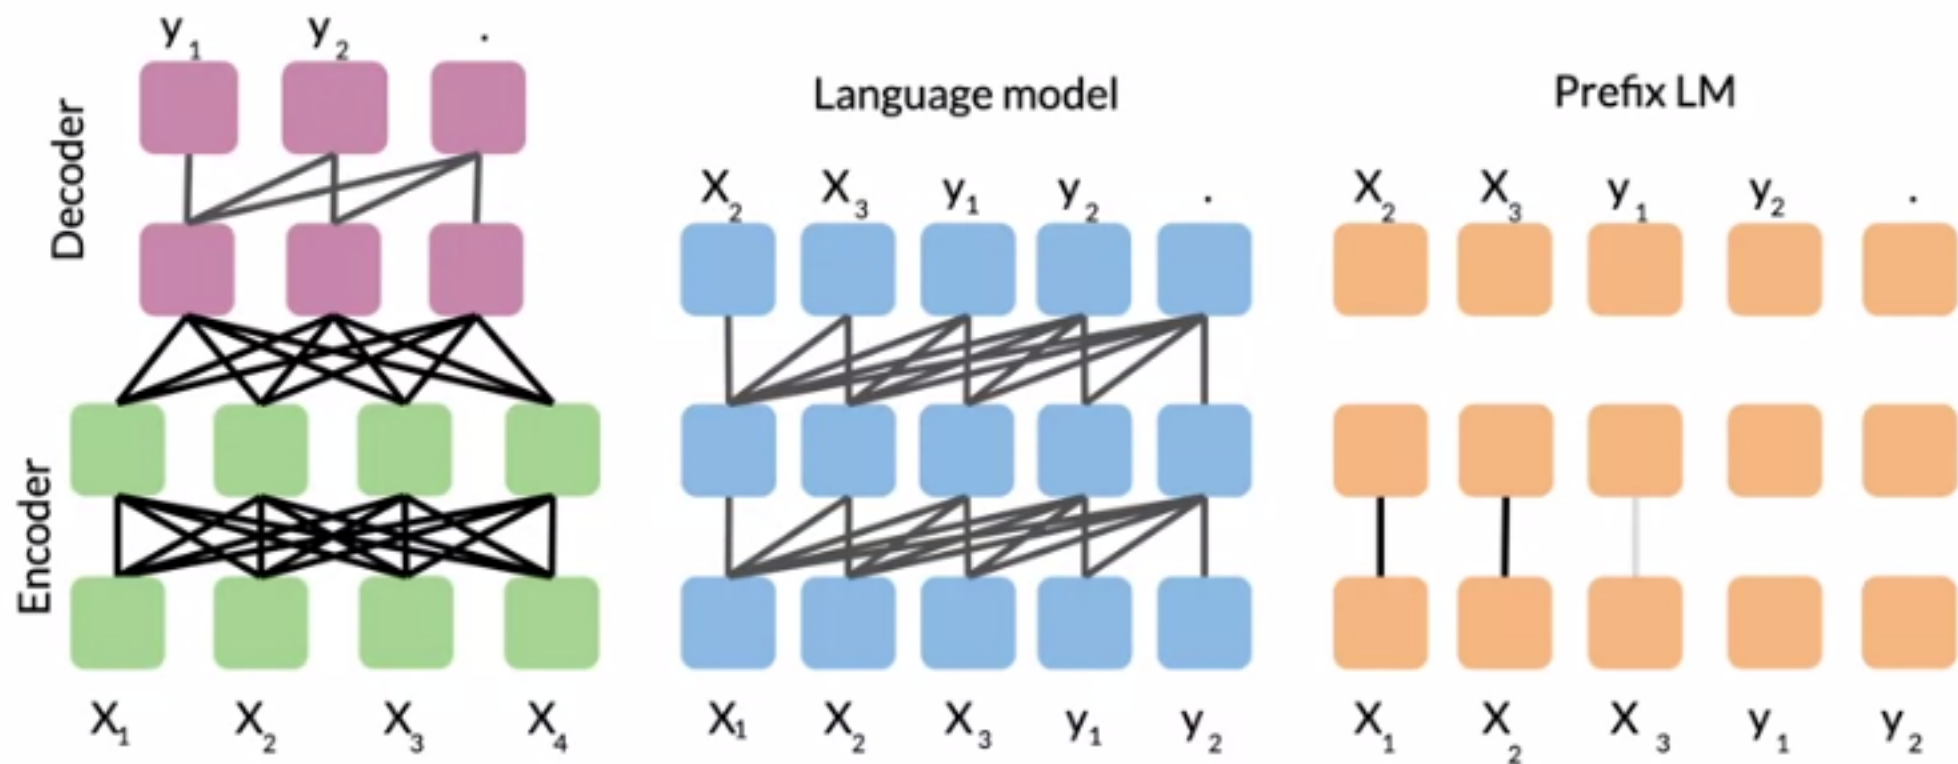 y₁ y₂ .
Decoder
Encoder
X₁ X₂ X₃ X₄
Language model
X₂ X₃ y₁ y₂ .
X₁ X₂ X₃ y₁ y₂
Prefix LM
X₂ X₃ y₁ y₂ .
X₁ X₂ X₃ y₁ y₂